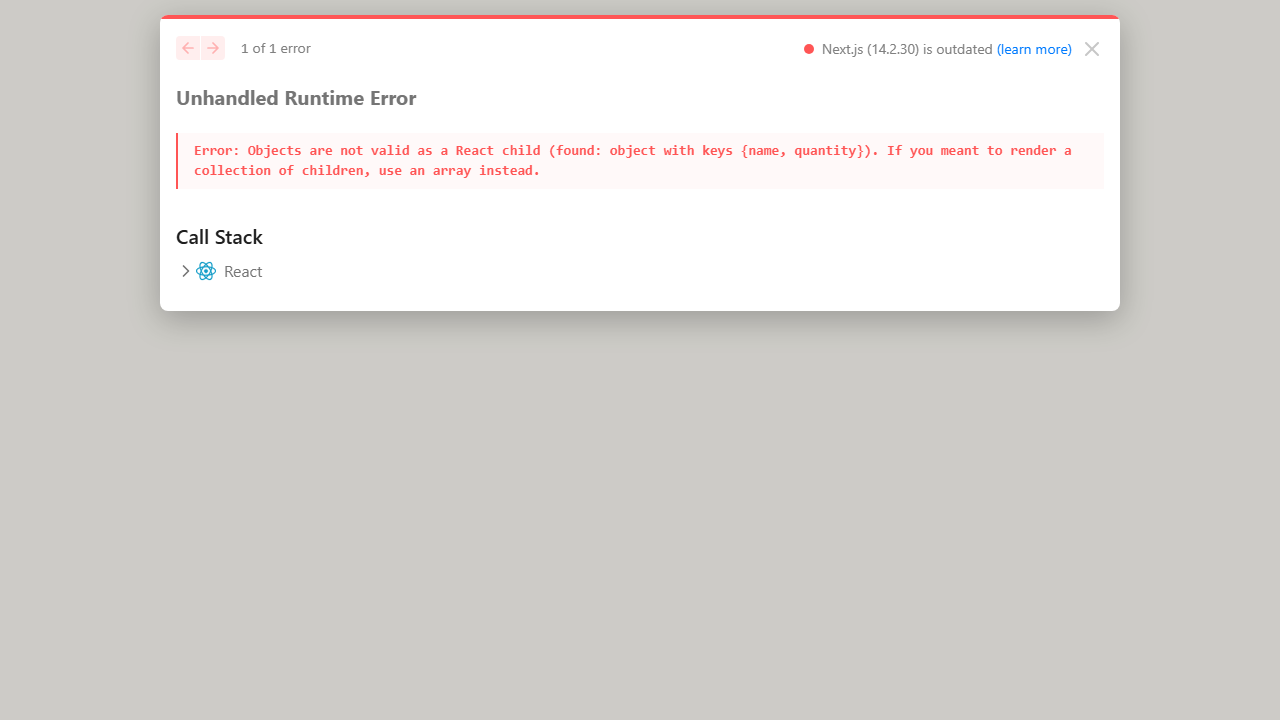 1 of 1 error
Next.js (14.2.30) is outdated (learn more)
Unhandled Runtime Error
Error: Objects are not valid as a React child (found: object with keys {name, quantity}). If you meant to render a
collection of children, use an array instead.
Call Stack
React